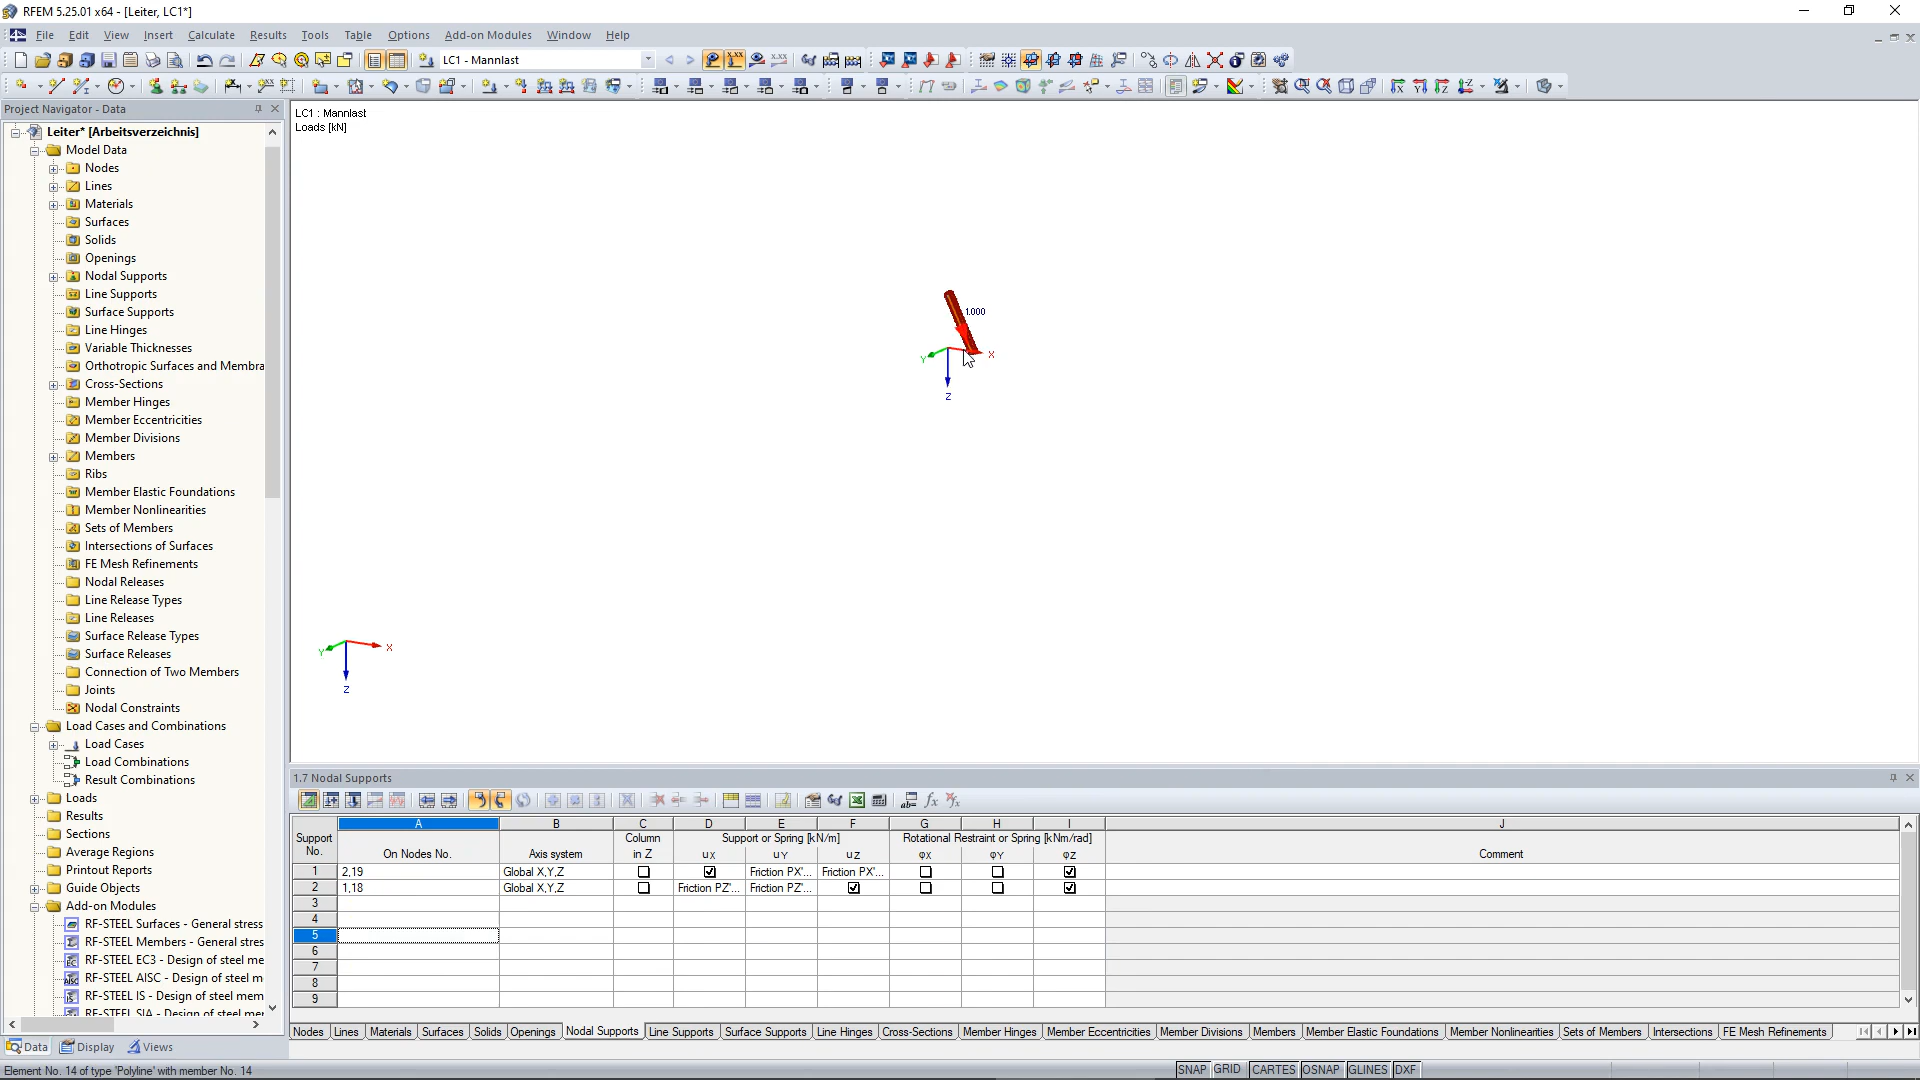 RFEM 5.25.01 x64 - [Leiter, LC1*]
File Edit View Insert Calculate Results Tools Table Options Add-on Modules Window Help
LC1 - Mannlast
Project Navigator - Data
Leiter* [Arbeitsverzeichnis]
Model Data
Nodes
Lines
Materials
Surfaces
Solids
Openings
Nodal Supports
Line Supports
Surface Supports
Line Hinges
Variable Thicknesses
Orthotropic Surfaces and Membra
Cross-Sections
Member Hinges
Member Eccentricities
Member Divisions
Members
Ribs
Member Elastic Foundations
Member Nonlinearities
Sets of Members
Intersections of Surfaces
FE Mesh Refinements
Nodal Releases
Line Release Types
Line Releases
Surface Release Types
Surface Releases
Connection of Two Members
Joints
Nodal Constraints
Load Cases and Combinations
Load Cases
Load Combinations
Result Combinations
Loads
Results
Sections
Average Regions
Printout Reports
Guide Objects
Add-on Modules
RF-STEEL Surfaces - General stress
RF-STEEL Members - General stres
RF-STEEL EC3 - Design of steel me
RF-STEEL AISC - Design of steel m
RF-STEEL IS - Design of steel mem
RF-STEEL SIA - Design of steel mer
Data Display Views
LC1 : Mannlast
Loads [kN]
1.000
Y X
Z
Y X
Z
1.7 Nodal Supports
A B C D E F G H I J
Support Column Support or Spring [kN/m] Rotational Restraint or Spring [kNm/rad]
No. On Nodes No. Axis system in Z uX uY uZ φX φY φZ Comment
1 2,19 Global X,Y,Z Friction PX'... Friction PX'...
2 1,18 Global X,Y,Z Friction PZ'... Friction PZ'...
3
4
5
6
7
8
9
Nodes Lines Materials Surfaces Solids Openings Nodal Supports Line Supports Surface Supports Line Hinges Cross-Sections Member Hinges Member Eccentricities Member Divisions Members Member Elastic Foundations Member Nonlinearities Sets of Members Intersections FE Mesh Refinements
Element No. 14 of type 'Polyline' with member No. 14
SNAP GRID CARTES OSNAP GLINES DXF